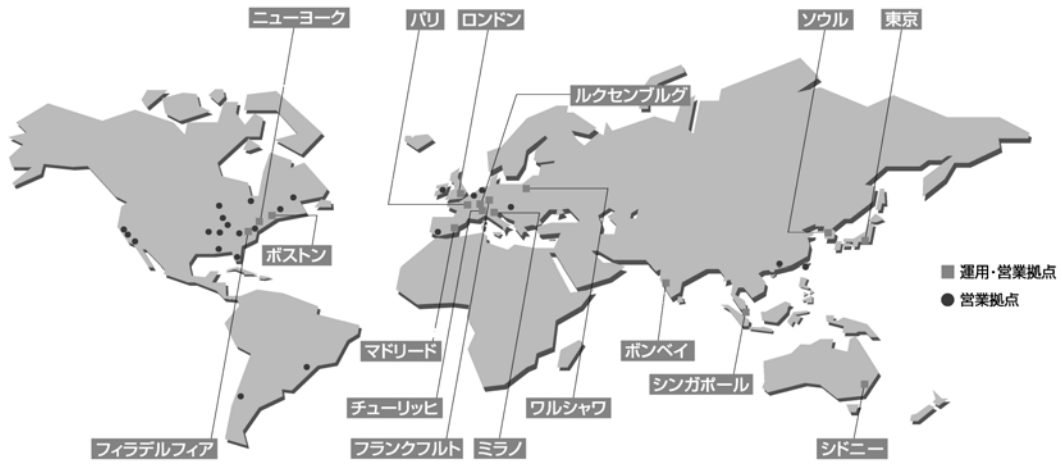 ニューヨーク
パリ
ロンドン
ソウル
東京
ルクセンブルグ
ボストン
■ 運用・営業拠点
● 営業拠点
マドリード
ボンベイ
シンガポール
チューリッヒ
ワルシャワ
フィラデルフィア
フランクフルト
ミラノ
シドニー